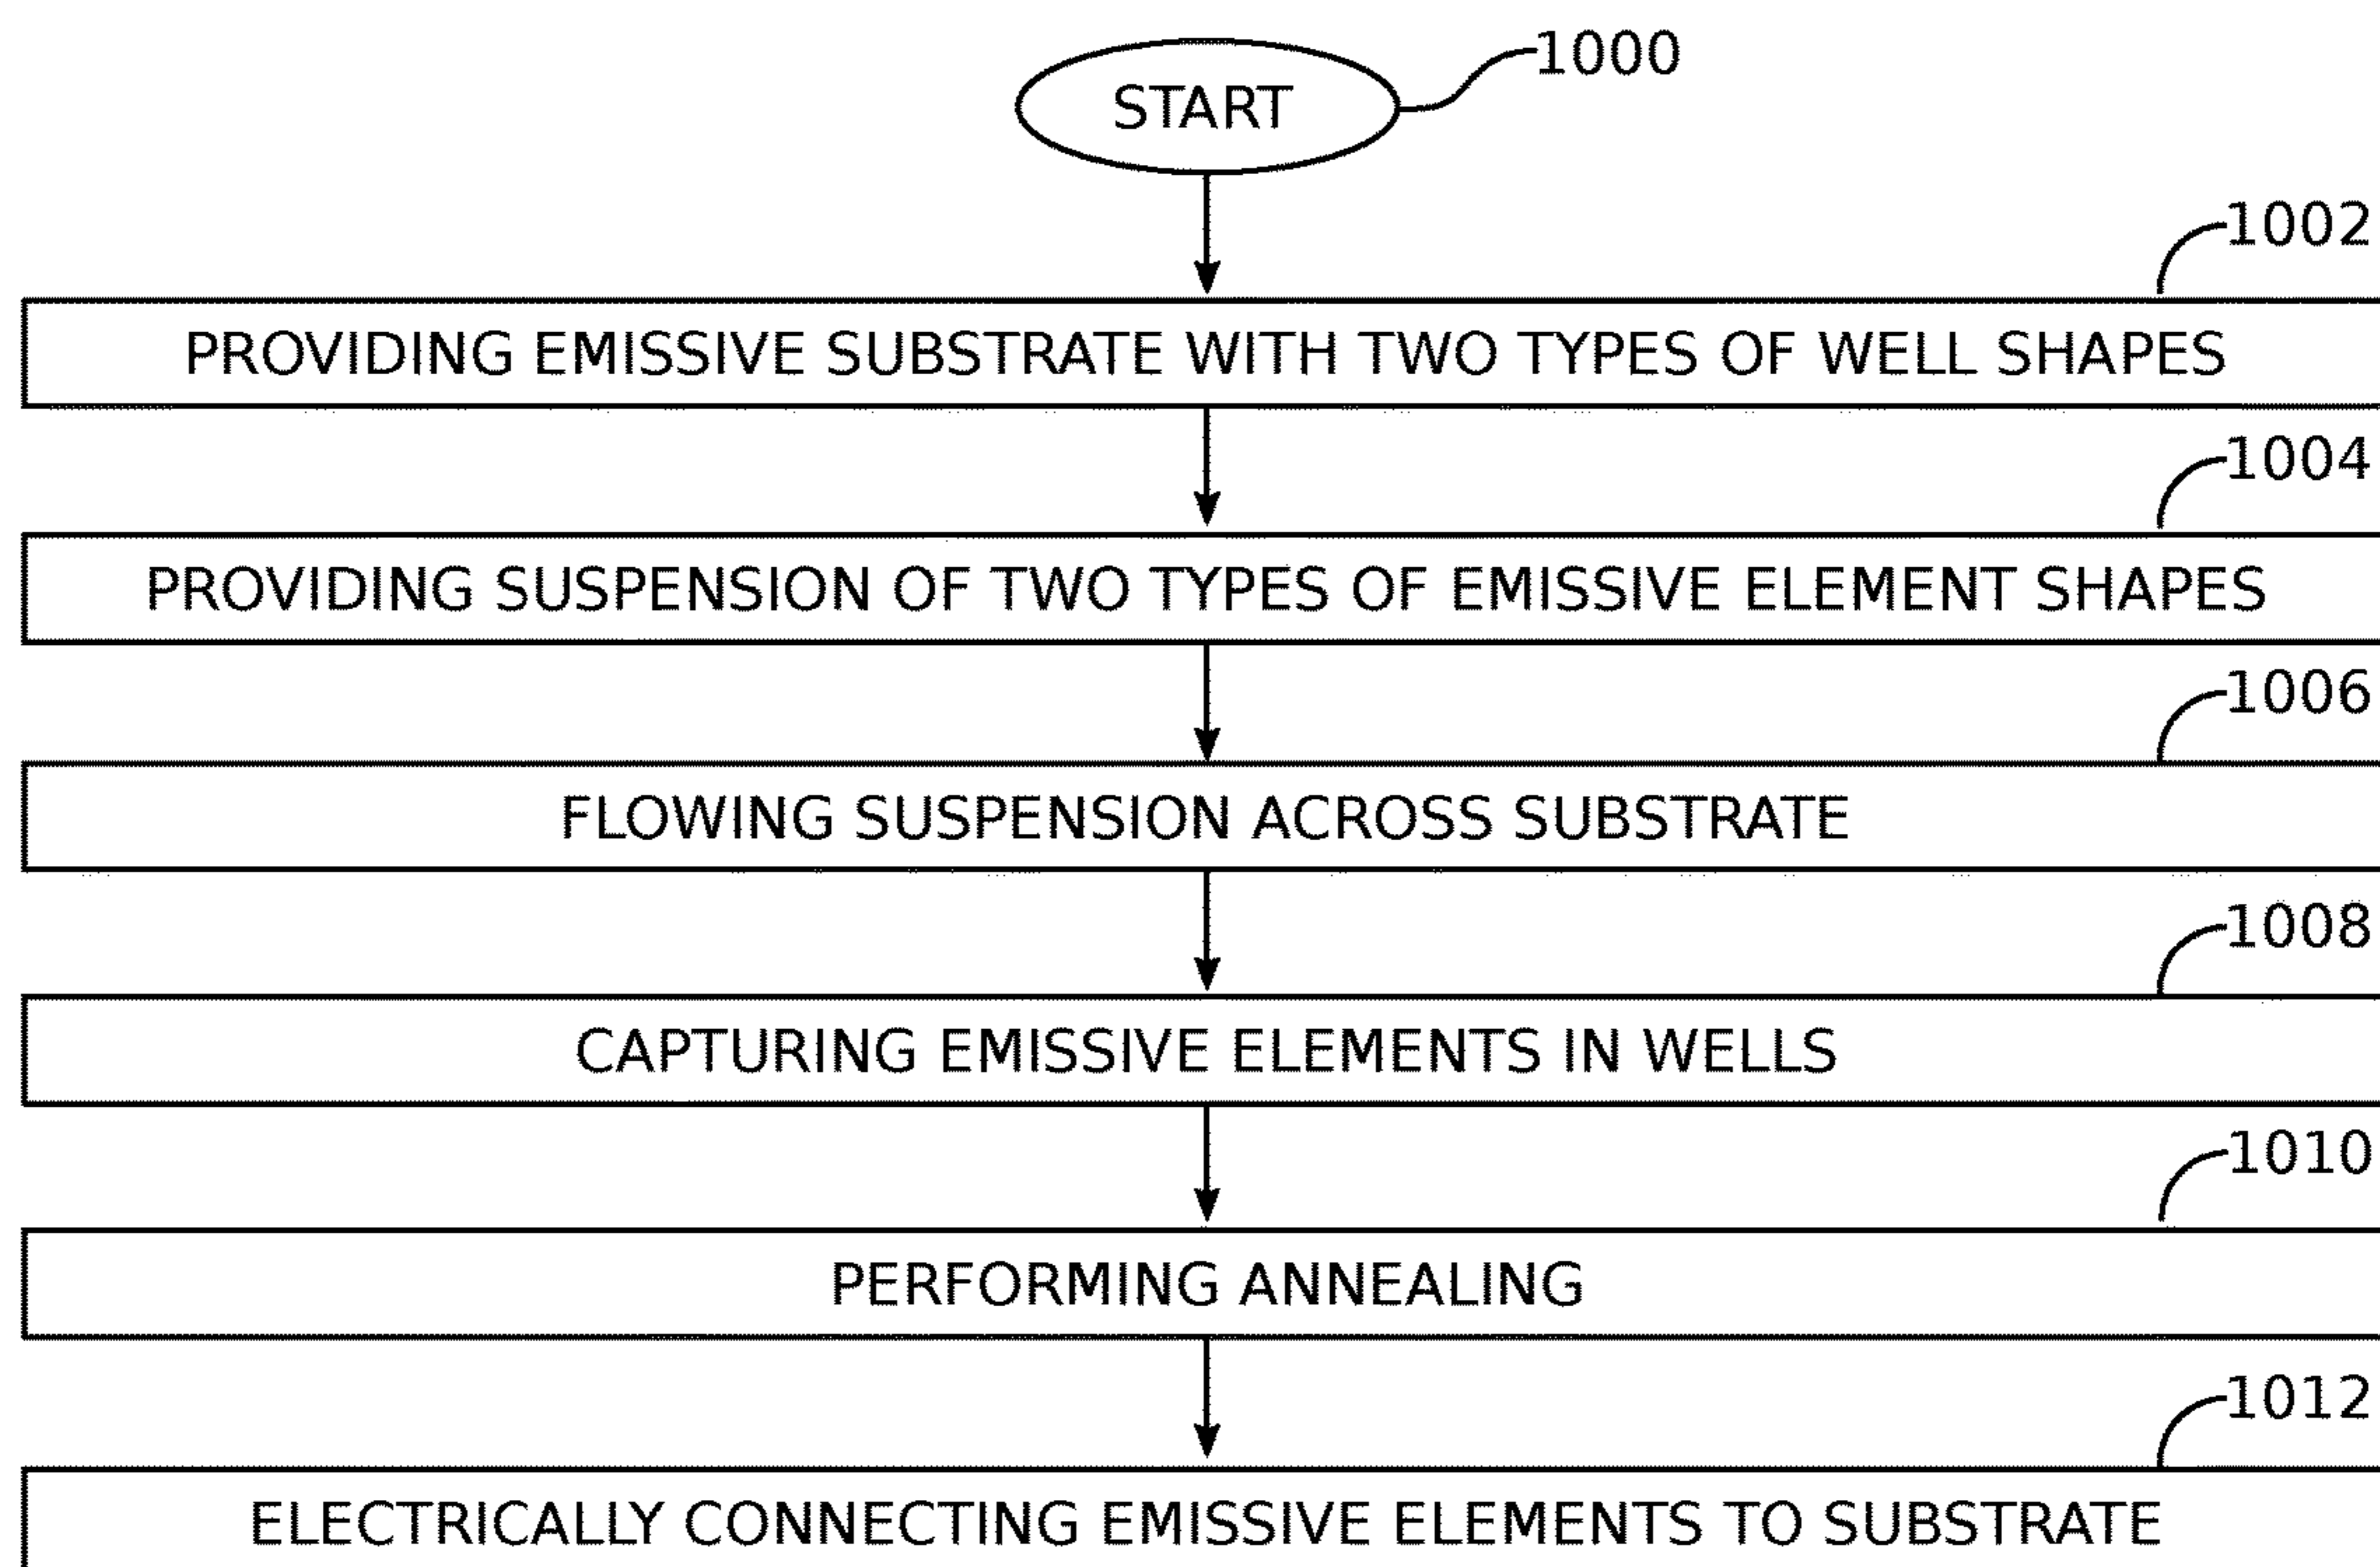 1000
START
1002
PROVIDING EMISSIVE SUBSTRATE WITH TWO TYPES OF WELL SHAPES
1004
PROVIDING SUSPENSION OF TWO TYPES OF EMISSIVE ELEMENT SHAPES
1006
FLOWING SUSPENSION ACROSS SUBSTRATE
1008
CAPTURING EMISSIVE ELEMENTS IN WELLS
1010
PERFORMING ANNEALING
1012
ELECTRICALLY CONNECTING EMISSIVE ELEMENTS TO SUBSTRATE